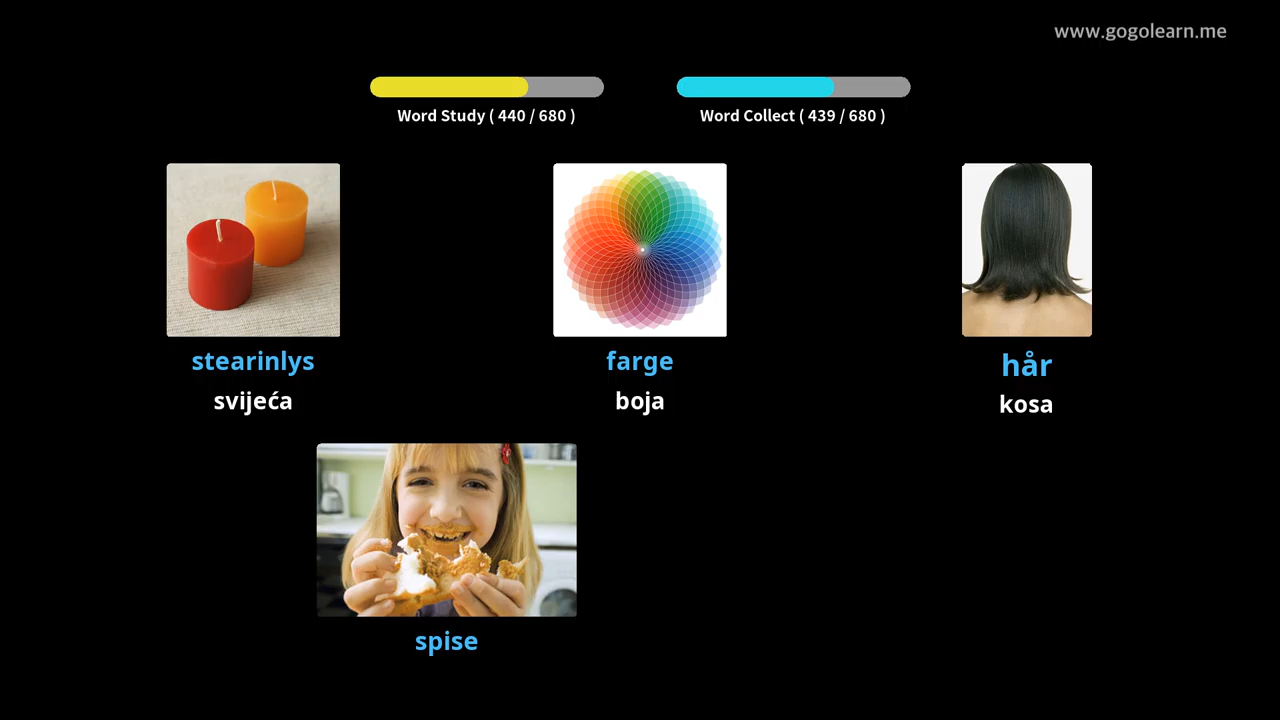 www.gogolearn.me
Word Study ( 440 / 680 )
Word Collect ( 439 / 680 )
stearinlys
svijeća
farge
boja
hår
kosa
spise